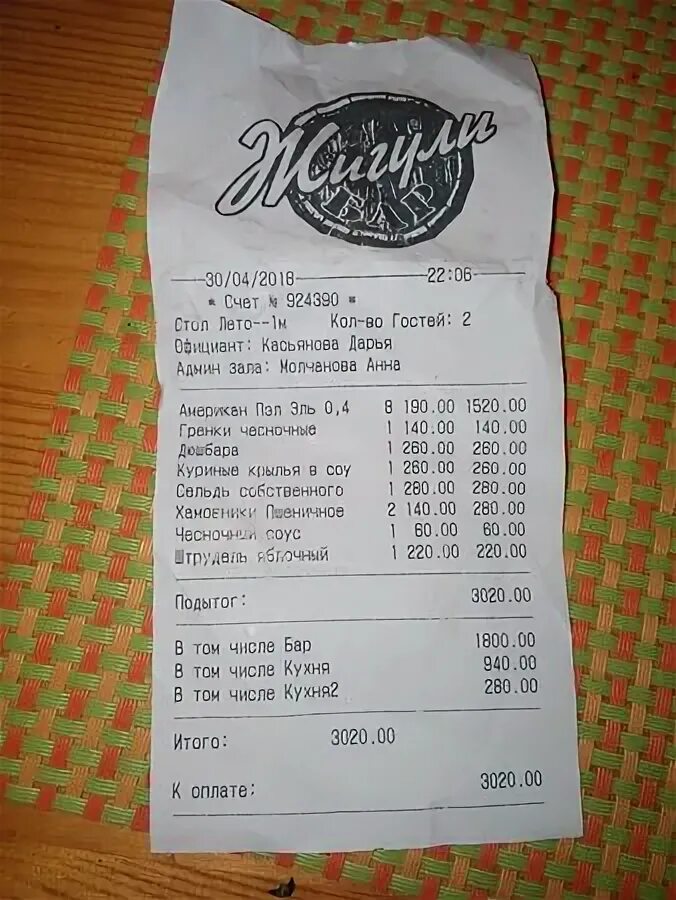 Жигули
БАР
30/04/2018 22:06
* Счет № 924390 *
Стол Лето--1м Кол-во Гостей: 2
Официант: Касьянова Дарья
Админ зала: Молчанова Анна
Американ Пэл Эль 0,4 8 190.00 1520.00
Гренки чесночные 1 140.00 140.00
Дюшбара 1 260.00 260.00
Куриные крылья в соу 1 260.00 260.00
Сельдь собственного 1 280.00 280.00
Хамовники Пшеничное 2 140.00 280.00
Чесночный соус 1 60.00 60.00
Штрудель яблочный 1 220.00 220.00
Подытог: 3020.00
В том числе Бар 1800.00
В том числе Кухня 940.00
В том числе Кухня2 280.00
Итого: 3020.00
К оплате: 3020.00